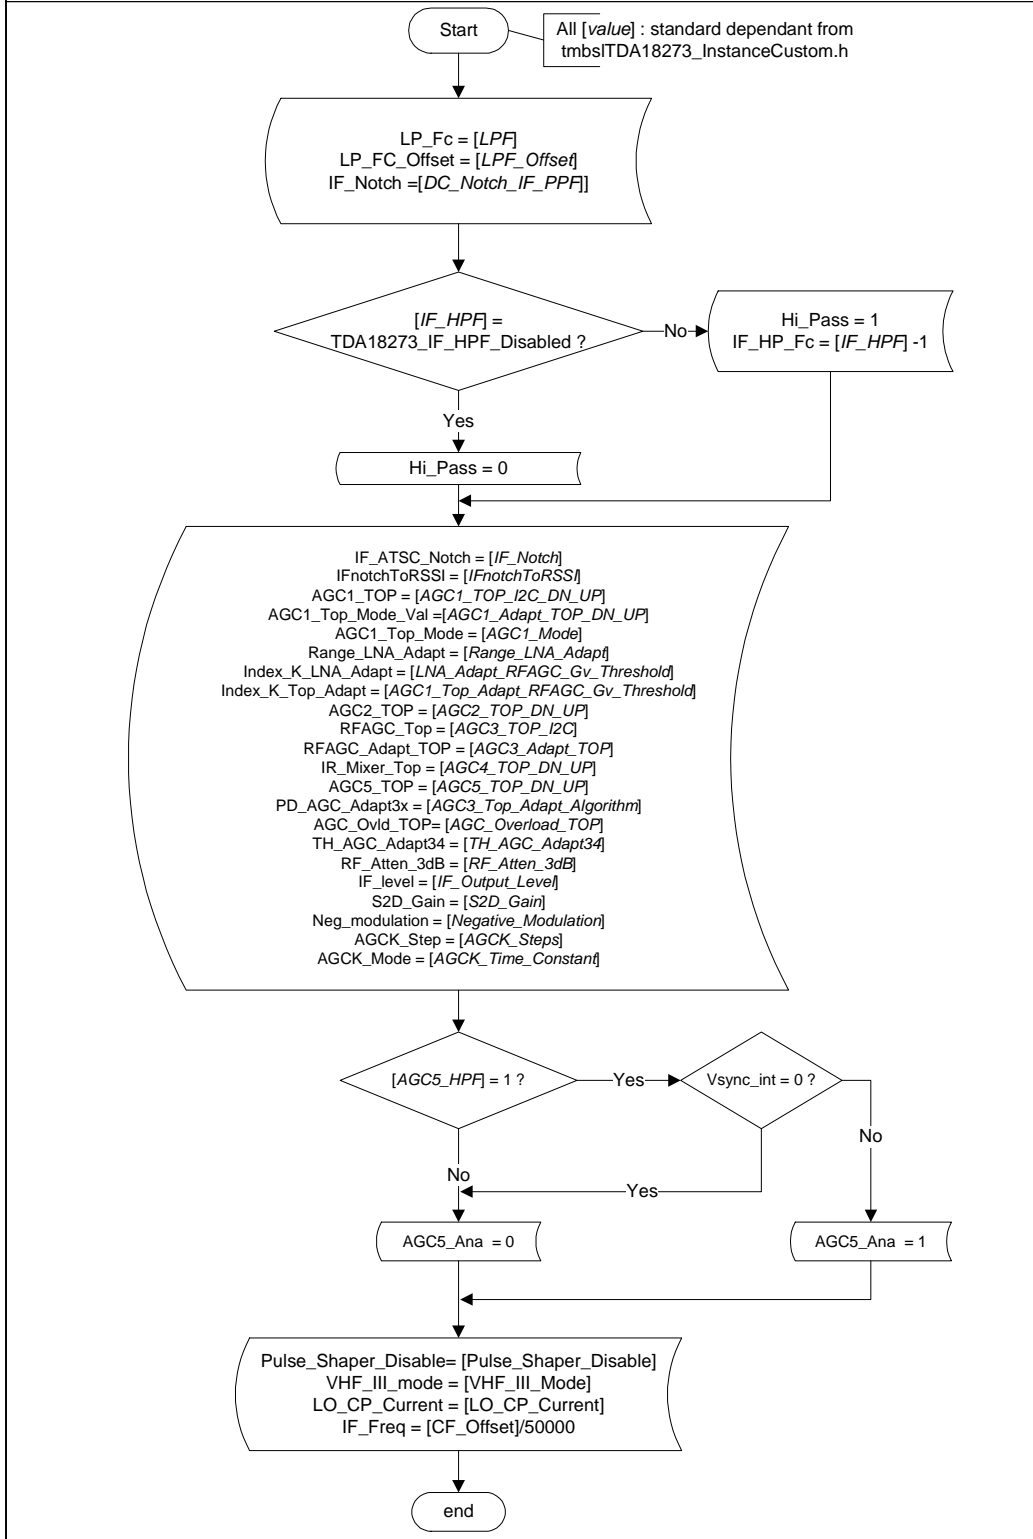 Start
All [value] : standard dependant from
tmbslTDA18273_InstanceCustom.h
LP_Fc = [LPF]
LP_FC_Offset = [LPF_Offset]
IF_Notch =[DC_Notch_IF_PPF]]
[IF_HPF] =
TDA18273_IF_HPF_Disabled ?
No
Hi_Pass = 1
IF_HP_Fc = [IF_HPF] -1
Yes
Hi_Pass = 0
IF_ATSC_Notch = [IF_Notch]
IFnotchToRSSI = [IFnotchToRSSI]
AGC1_TOP = [AGC1_TOP_I2C_DN_UP]
AGC1_Top_Mode_Val =[AGC1_Adapt_TOP_DN_UP]
AGC1_Top_Mode = [AGC1_Mode]
Range_LNA_Adapt = [Range_LNA_Adapt]
Index_K_LNA_Adapt = [LNA_Adapt_RFAGC_Gv_Threshold]
Index_K_Top_Adapt = [AGC1_Top_Adapt_RFAGC_Gv_Threshold]
AGC2_TOP = [AGC2_TOP_DN_UP]
RFAGC_Top = [AGC3_TOP_I2C]
RFAGC_Adapt_TOP = [AGC3_Adapt_TOP]
IR_Mixer_Top = [AGC4_TOP_DN_UP]
AGC5_TOP = [AGC5_TOP_DN_UP]
PD_AGC_Adapt3x = [AGC3_Top_Adapt_Algorithm]
AGC_Ovld_TOP= [AGC_Overload_TOP]
TH_AGC_Adapt34 = [TH_AGC_Adapt34]
RF_Atten_3dB = [RF_Atten_3dB]
IF_level = [IF_Output_Level]
S2D_Gain = [S2D_Gain]
Neg_modulation = [Negative_Modulation]
AGCK_Step = [AGCK_Steps]
AGCK_Mode = [AGCK_Time_Constant]
[AGC5_HPF] = 1 ?
Yes
Vsync_int = 0 ?
No
No
Yes
AGC5_Ana = 0
AGC5_Ana = 1
Pulse_Shaper_Disable= [Pulse_Shaper_Disable]
VHF_III_mode = [VHF_III_Mode]
LO_CP_Current = [LO_CP_Current]
IF_Freq = [CF_Offset]/50000
end